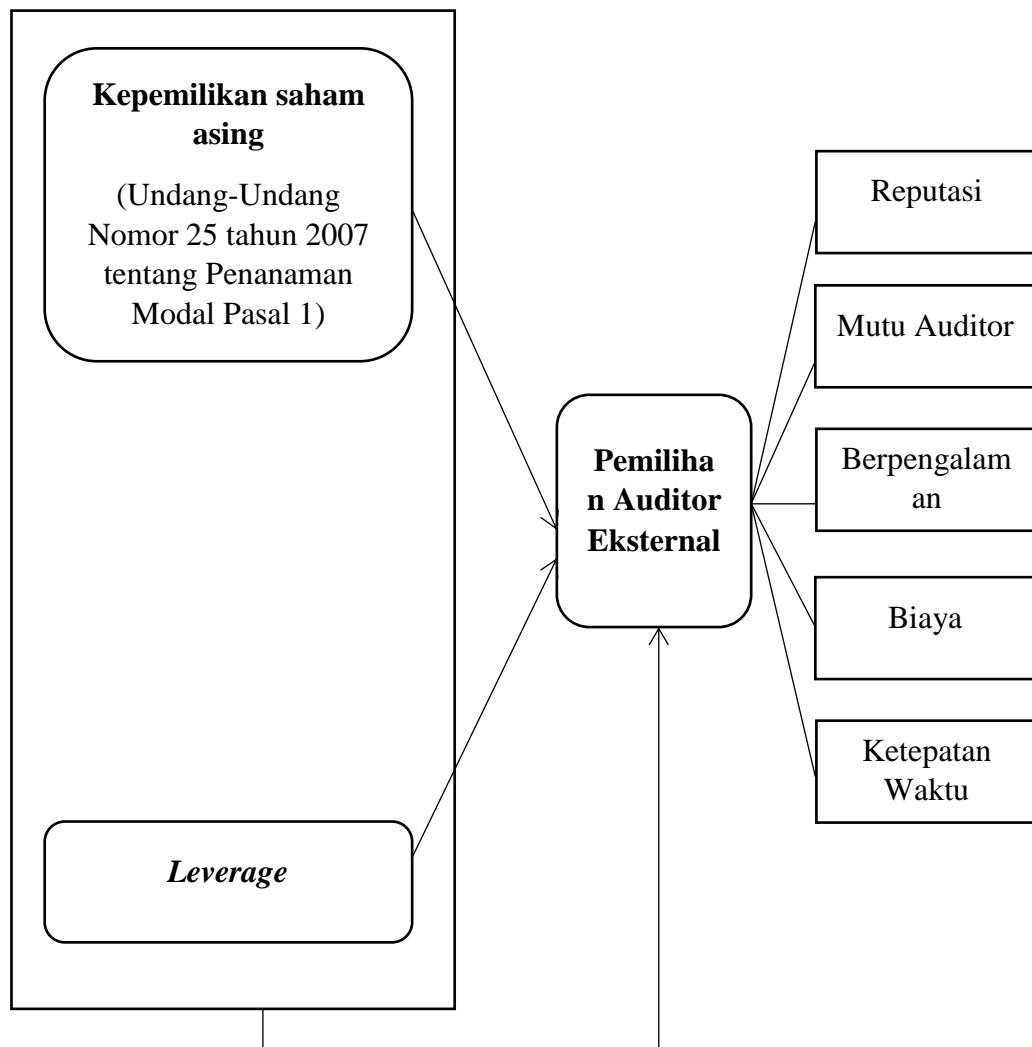 Kepemilikan saham
asing
(Undang-Undang
Nomor 25 tahun 2007
tentang Penanaman
Modal Pasal 1)
Leverage
Pemiliha
n Auditor
Eksternal
Reputasi
Mutu Auditor
Berpengalam
an
Biaya
Ketepatan
Waktu